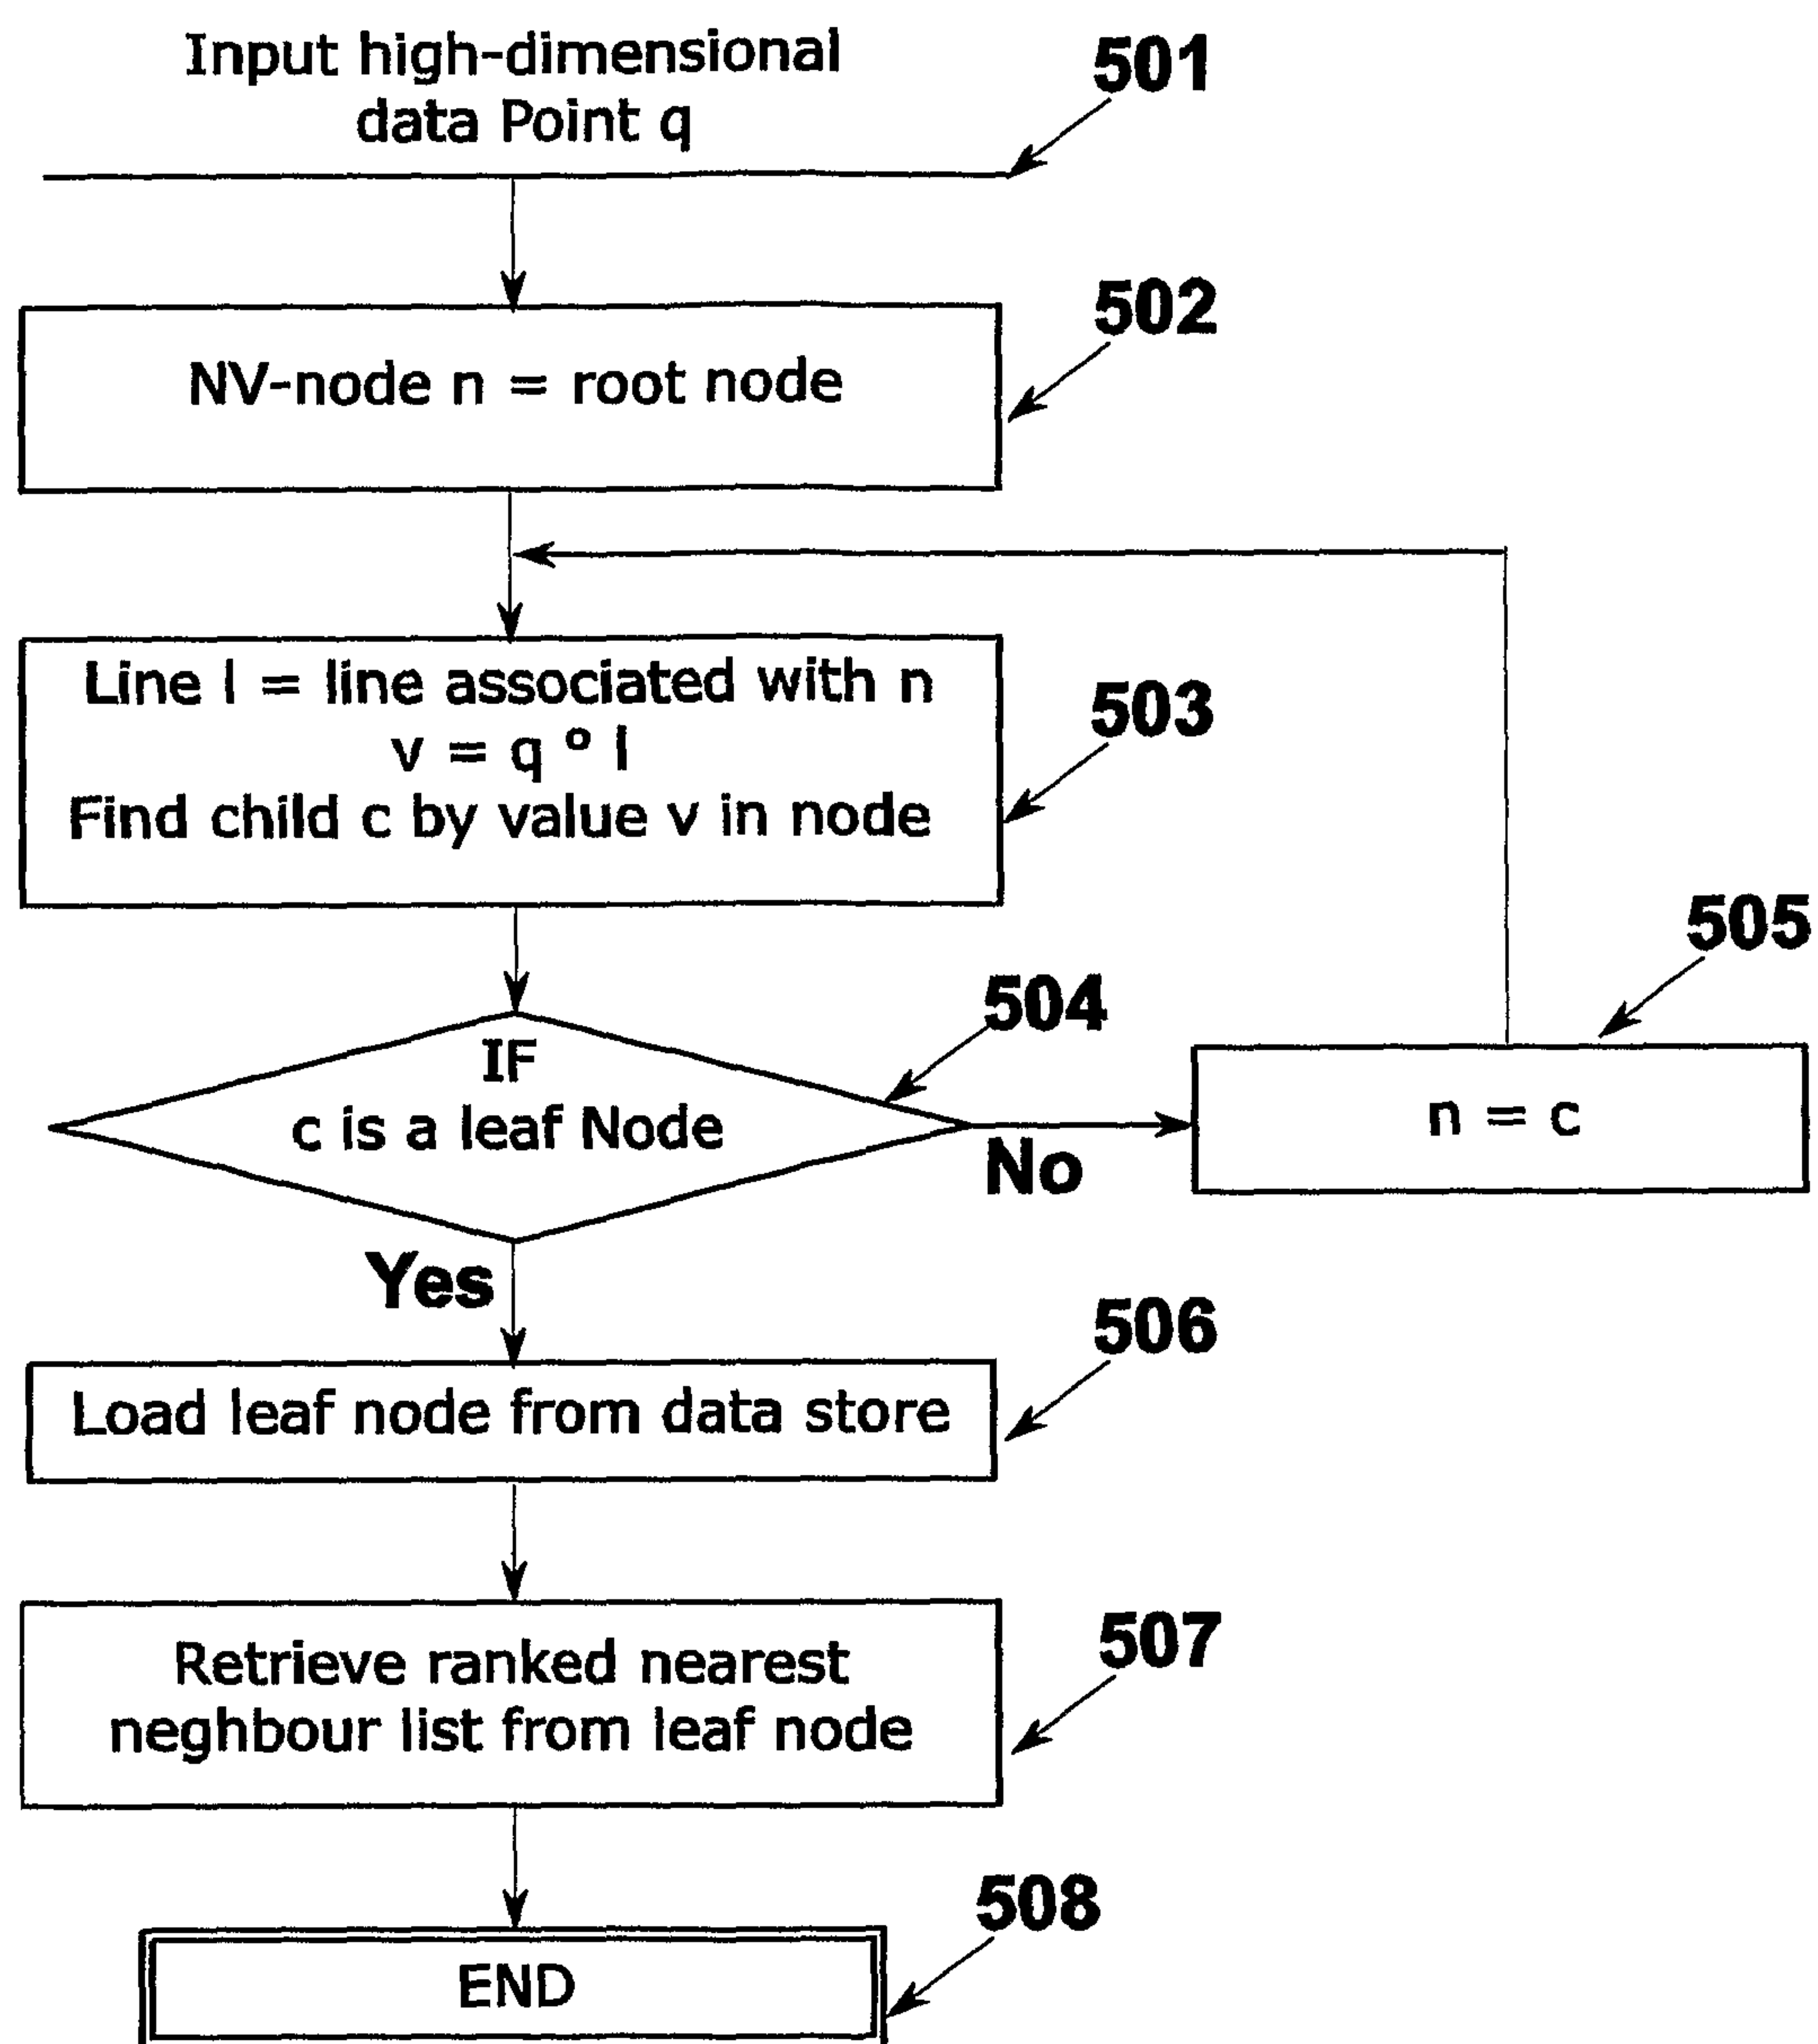 Input high-dimensional
data Point q
501
NV-node n = root node
502
Line l = line associated with n
v = q ° l
Find child c by value v in node
503
IF
c is a leaf Node
504
No
n = c
505
Yes
Load leaf node from data store
506
Retrieve ranked nearest
neghbour list from leaf node
507
END
508